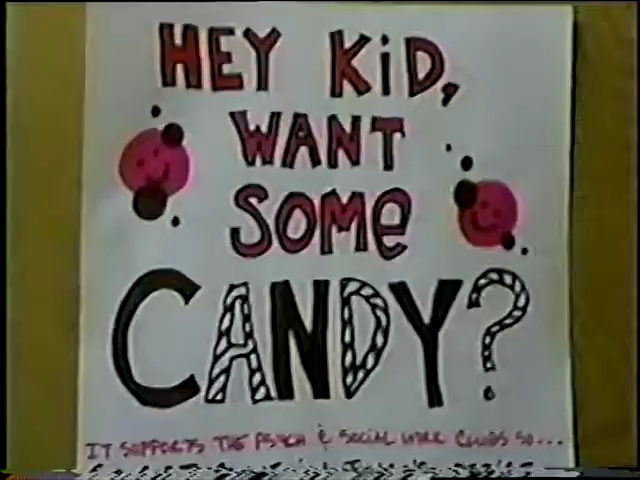 HEY KiD,
WANT
SOMe
CANDY?
IT SUPPORTS THE PSYCH & SOCIAL WORK CLUBS SO...